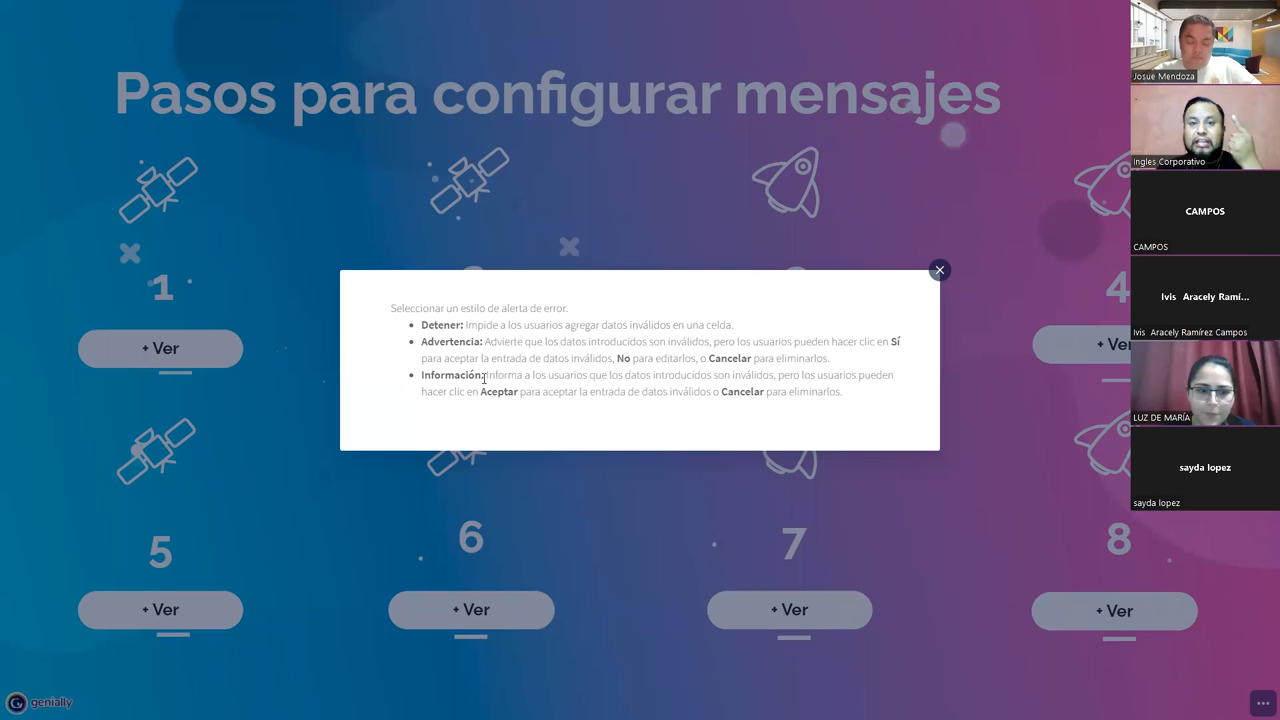 Pasos para configurar mensajes
1
4
+ Ver
+ Ver
Seleccionar un estilo de alerta de error.
• Detener: Impide a los usuarios agregar datos inválidos en una celda.
• Advertencia: Advierte que los datos introducidos son inválidos, pero los usuarios pueden hacer clic en Sí
para aceptar la entrada de datos inválidos, No para editarlos, o Cancelar para eliminarlos.
• Información: Informa a los usuarios que los datos introducidos son inválidos, pero los usuarios pueden
hacer clic en Aceptar para aceptar la entrada de datos inválidos o Cancelar para eliminarlos.
5
6
7
8
+ Ver
+ Ver
+ Ver
+ Ver
genially
Josue Mendoza
Ingles Corporativo
CAMPOS
CAMPOS
Ivis Aracely Ramí...
Ivis Aracely Ramírez Campos
LUZ DE MARÍA
sayda lopez
sayda lopez